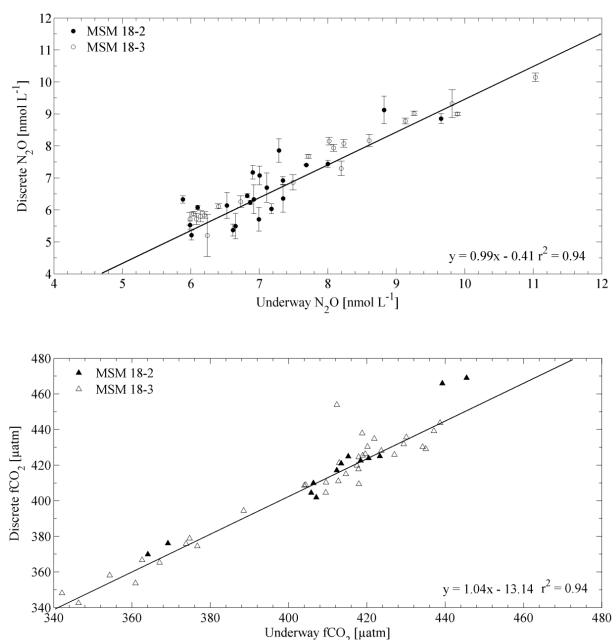 MSM 18-2
MSM 18-3
12
11
10
9
8
7
6
5
4
Discrete N₂O [nmol L⁻¹]
y = 0.99x - 0.41 r² = 0.94
4 5 6 7 8 9 10 11 12
Underway N₂O [nmol L⁻¹]
MSM 18-2
MSM 18-3
480
460
440
420
400
380
360
340
Discrete fCO₂ [µatm]
y = 1.04x - 13.14 r² = 0.94
340 360 380 400 420 440 460 480
Underway fCO₂ [µatm]